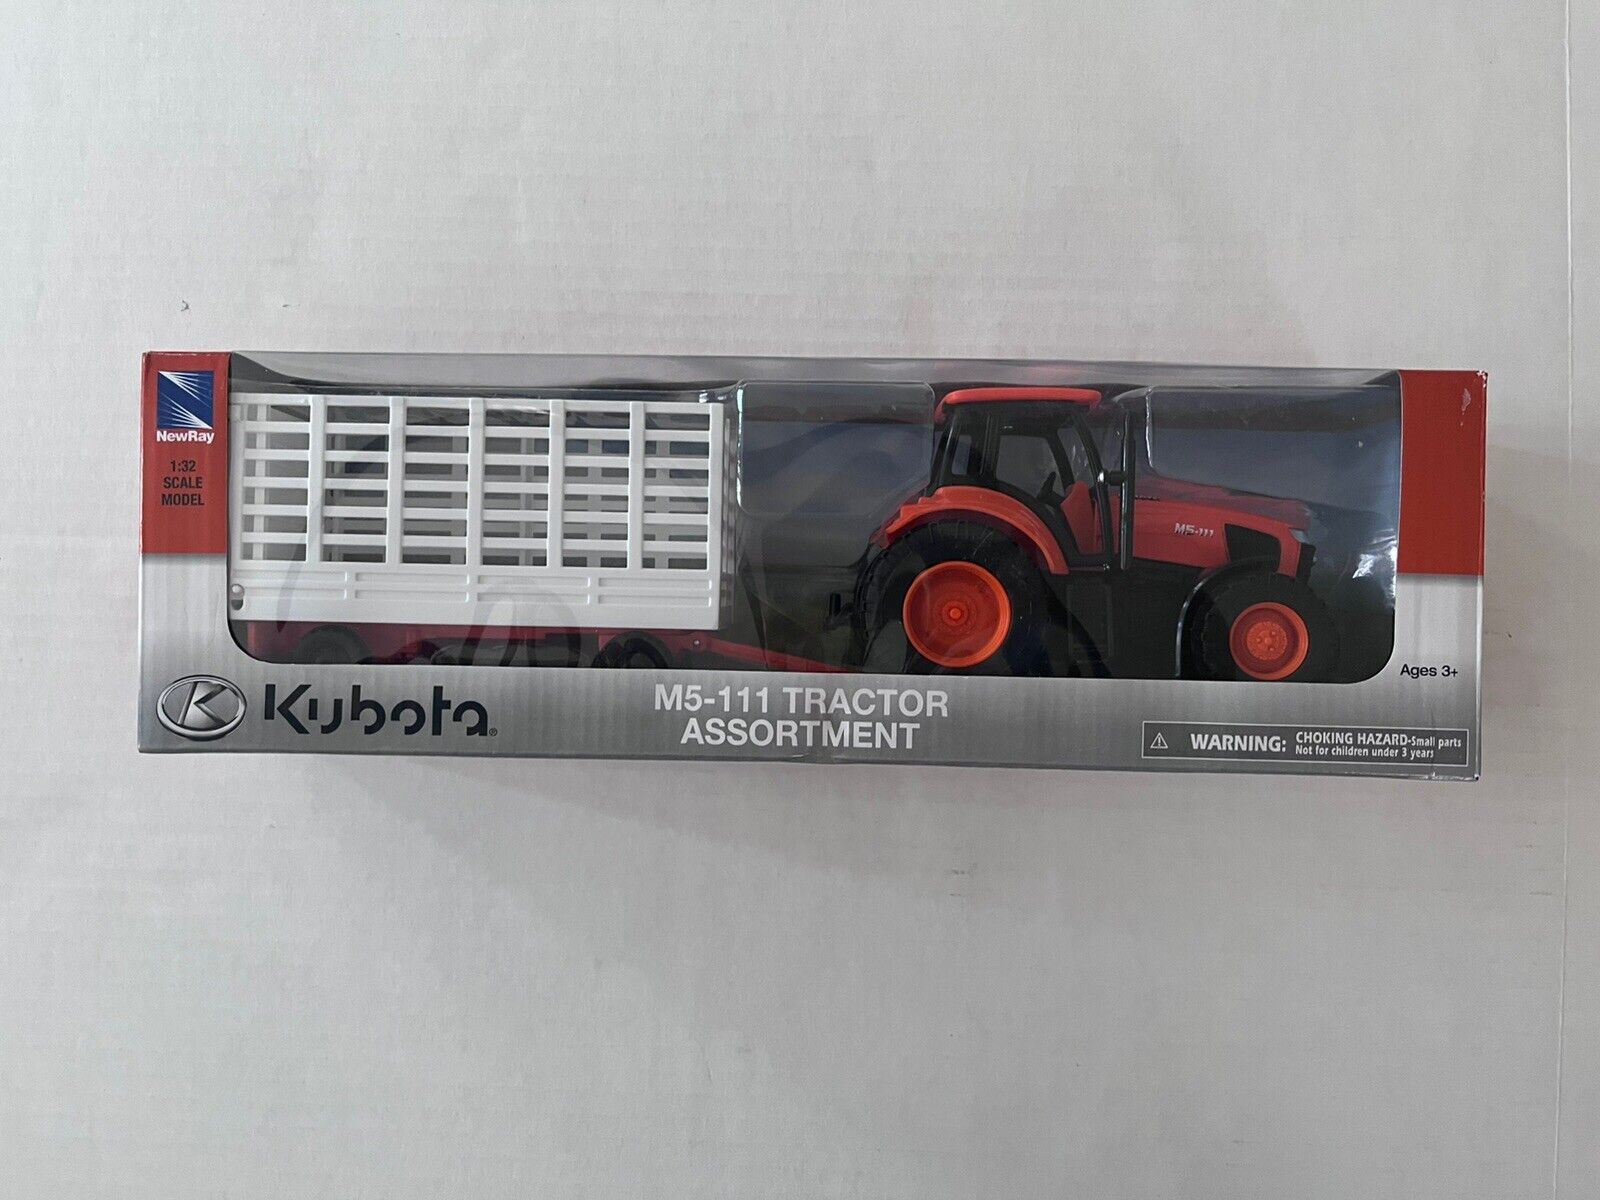 NewRay
1:32
SCALE
MODEL
M5-111
Kubota®
M5-111 TRACTOR
ASSORTMENT
Ages 3+
WARNING: CHOKING HAZARD-Small parts
Not for children under 3 years